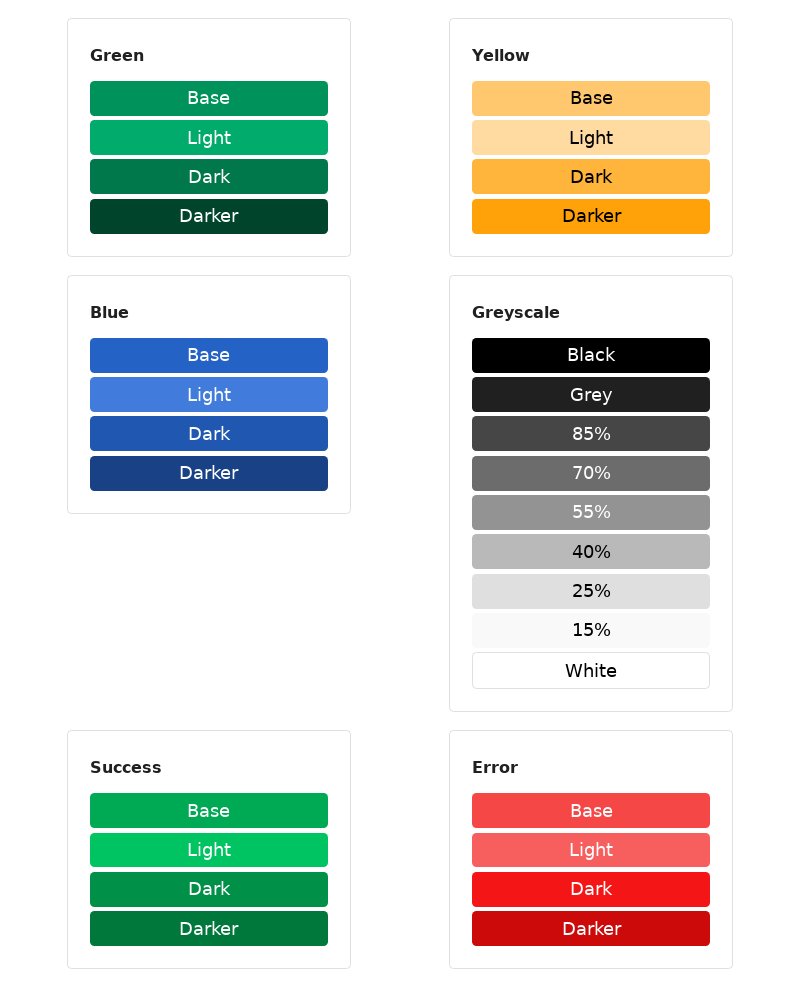 Green
Base
Light
Dark
Darker
Yellow
Base
Light
Dark
Darker
Blue
Base
Light
Dark
Darker
Greyscale
Black
Grey
85%
70%
55%
40%
25%
15%
White
Success
Base
Light
Dark
Darker
Error
Base
Light
Dark
Darker